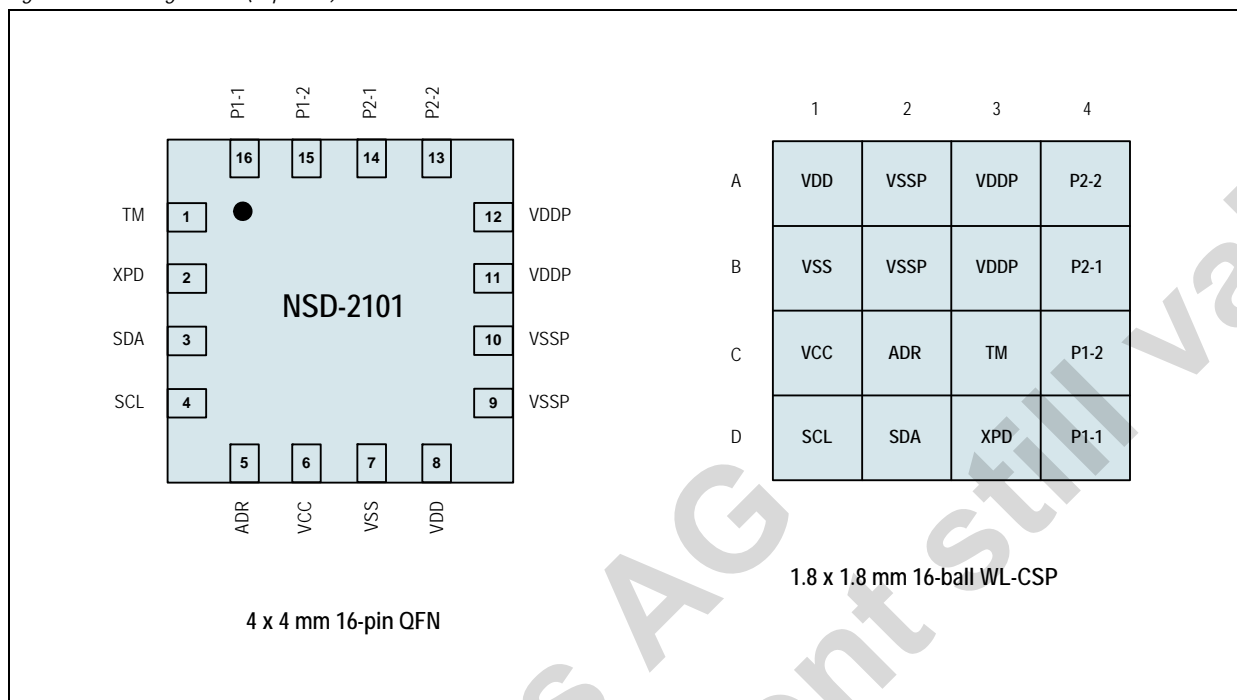 P1-1 P1-2 P2-1 P2-2
16 15 14 13
TM 1 12 VDDP
XPD 2 11 VDDP
NSD-2101
SDA 3 10 VSSP
SCL 4 9 VSSP
5 6 7 8
ADR VCC VSS VDD
4 x 4 mm 16-pin QFN
1 2 3 4
A VDD VSSP VDDP P2-2
B VSS VSSP VDDP P2-1
C VCC ADR TM P1-2
D SCL SDA XPD P1-1
1.8 x 1.8 mm 16-ball WL-CSP
AG
still